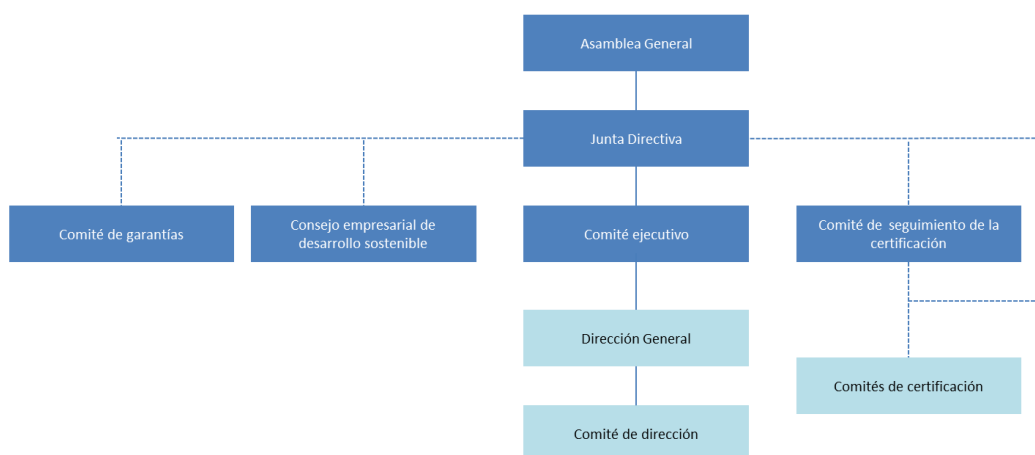 Asamblea General
Junta Directiva
Comité de garantías
Consejo empresarial de
desarrollo sostenible
Comité ejecutivo
Comité de seguimiento de la
certificación
Dirección General
Comités de certificación
Comité de dirección